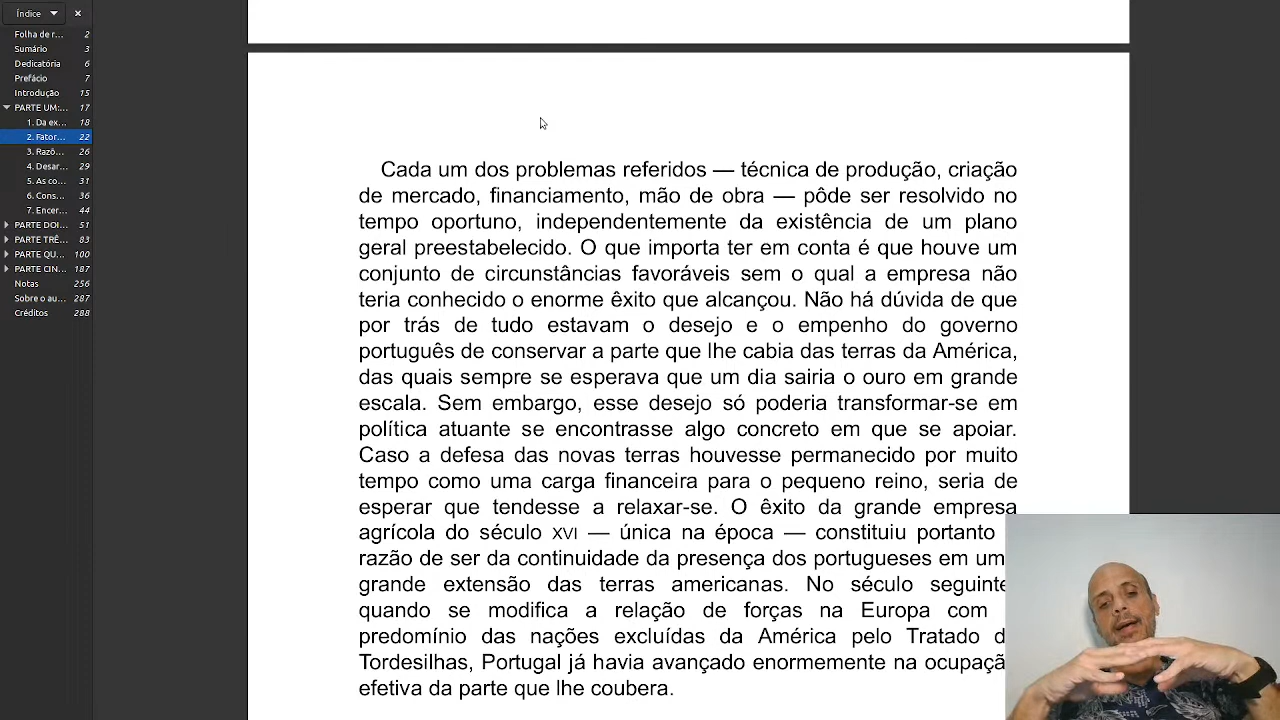 Índice
Folha de r... 2
Sumário 3
Dedicatória 6
Prefácio 7
Introdução 15
PARTE UM:... 17
1. Da ex... 18
2. Fator... 22
3. Razõ... 26
4. Desar... 29
5. As co... 31
6. Cons... 36
7. Encer... 44
PARTE DOI... 51
PARTE TRÊ... 83
PARTE QU... 100
PARTE CIN... 187
Notas 256
Sobre o au... 287
Créditos 288
Cada um dos problemas referidos — técnica de produção, criação
de mercado, financiamento, mão de obra — pôde ser resolvido no
tempo oportuno, independentemente da existência de um plano
geral preestabelecido. O que importa ter em conta é que houve um
conjunto de circunstâncias favoráveis sem o qual a empresa não
teria conhecido o enorme êxito que alcançou. Não há dúvida de que
por trás de tudo estavam o desejo e o empenho do governo
português de conservar a parte que lhe cabia das terras da América,
das quais sempre se esperava que um dia sairia o ouro em grande
escala. Sem embargo, esse desejo só poderia transformar-se em
política atuante se encontrasse algo concreto em que se apoiar.
Caso a defesa das novas terras houvesse permanecido por muito
tempo como uma carga financeira para o pequeno reino, seria de
esperar que tendesse a relaxar-se. O êxito da grande empresa
agrícola do século XVI — única na época — constituiu portanto
razão de ser da continuidade da presença dos portugueses em um
grande extensão das terras americanas. No século seguinte
quando se modifica a relação de forças na Europa com
predomínio das nações excluídas da América pelo Tratado d
Tordesilhas, Portugal já havia avançado enormemente na ocupaçã
efetiva da parte que lhe coubera.